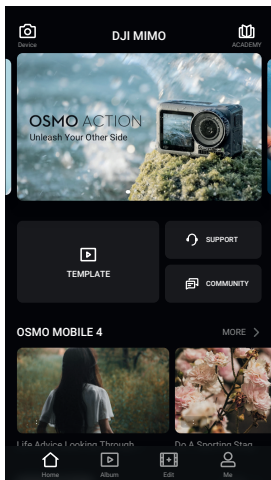 DJI MIMO
Device
ACADEMY
OSMO ACTION
Unleash Your Other Side
TEMPLATE
SUPPORT
COMMUNITY
OSMO MOBILE 4
MORE
Life Advice Looking Through
Do A Sporting Stag
Home
Album
Edit
Me